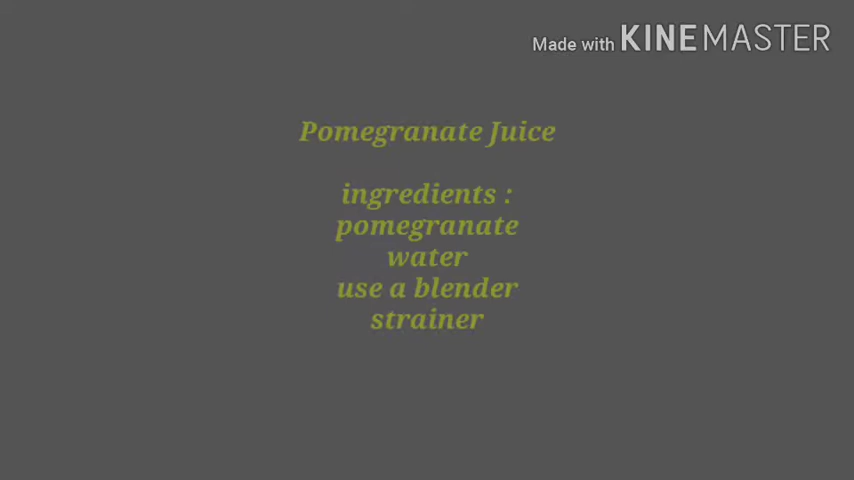 Made with KINEMASTER
Pomegranate Juice
ingredients :
pomegranate
water
use a blender
strainer